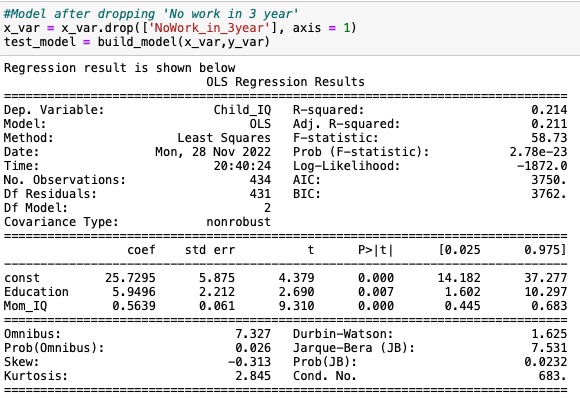 #Model after dropping 'No work in 3 year'
x_var = x_var.drop(['NoWork_in_3year'], axis = 1)
test_model = build_model(x_var,y_var)
Regression result is shown below
OLS Regression Results
==============================================================================
Dep. Variable: Child_IQ R-squared: 0.214
Model: OLS Adj. R-squared: 0.211
Method: Least Squares F-statistic: 58.73
Date: Mon, 28 Nov 2022 Prob (F-statistic): 2.78e-23
Time: 20:40:24 Log-Likelihood: -1872.0
No. Observations: 434 AIC: 3750.
Df Residuals: 431 BIC: 3762.
Df Model: 2
Covariance Type: nonrobust
==============================================================================
coef std err t P>|t| [0.025 0.975]
------------------------------------------------------------------------------
const 25.7295 5.875 4.379 0.000 14.182 37.277
Education 5.9496 2.212 2.690 0.007 1.602 10.297
Mom_IQ 0.5639 0.061 9.310 0.000 0.445 0.683
==============================================================================
Omnibus: 7.327 Durbin-Watson: 1.625
Prob(Omnibus): 0.026 Jarque-Bera (JB): 7.531
Skew: -0.313 Prob(JB): 0.0232
Kurtosis: 2.845 Cond. No. 683.
==============================================================================